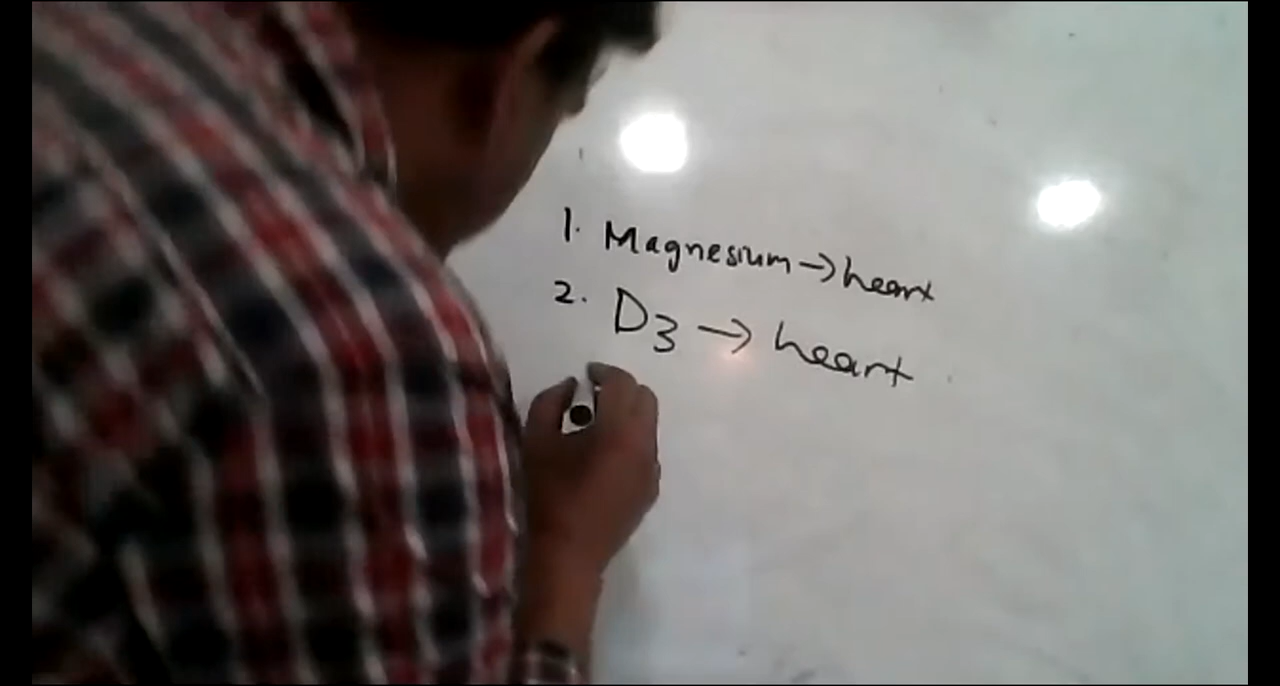 1. Magnesium → heart
2. D3 → heart